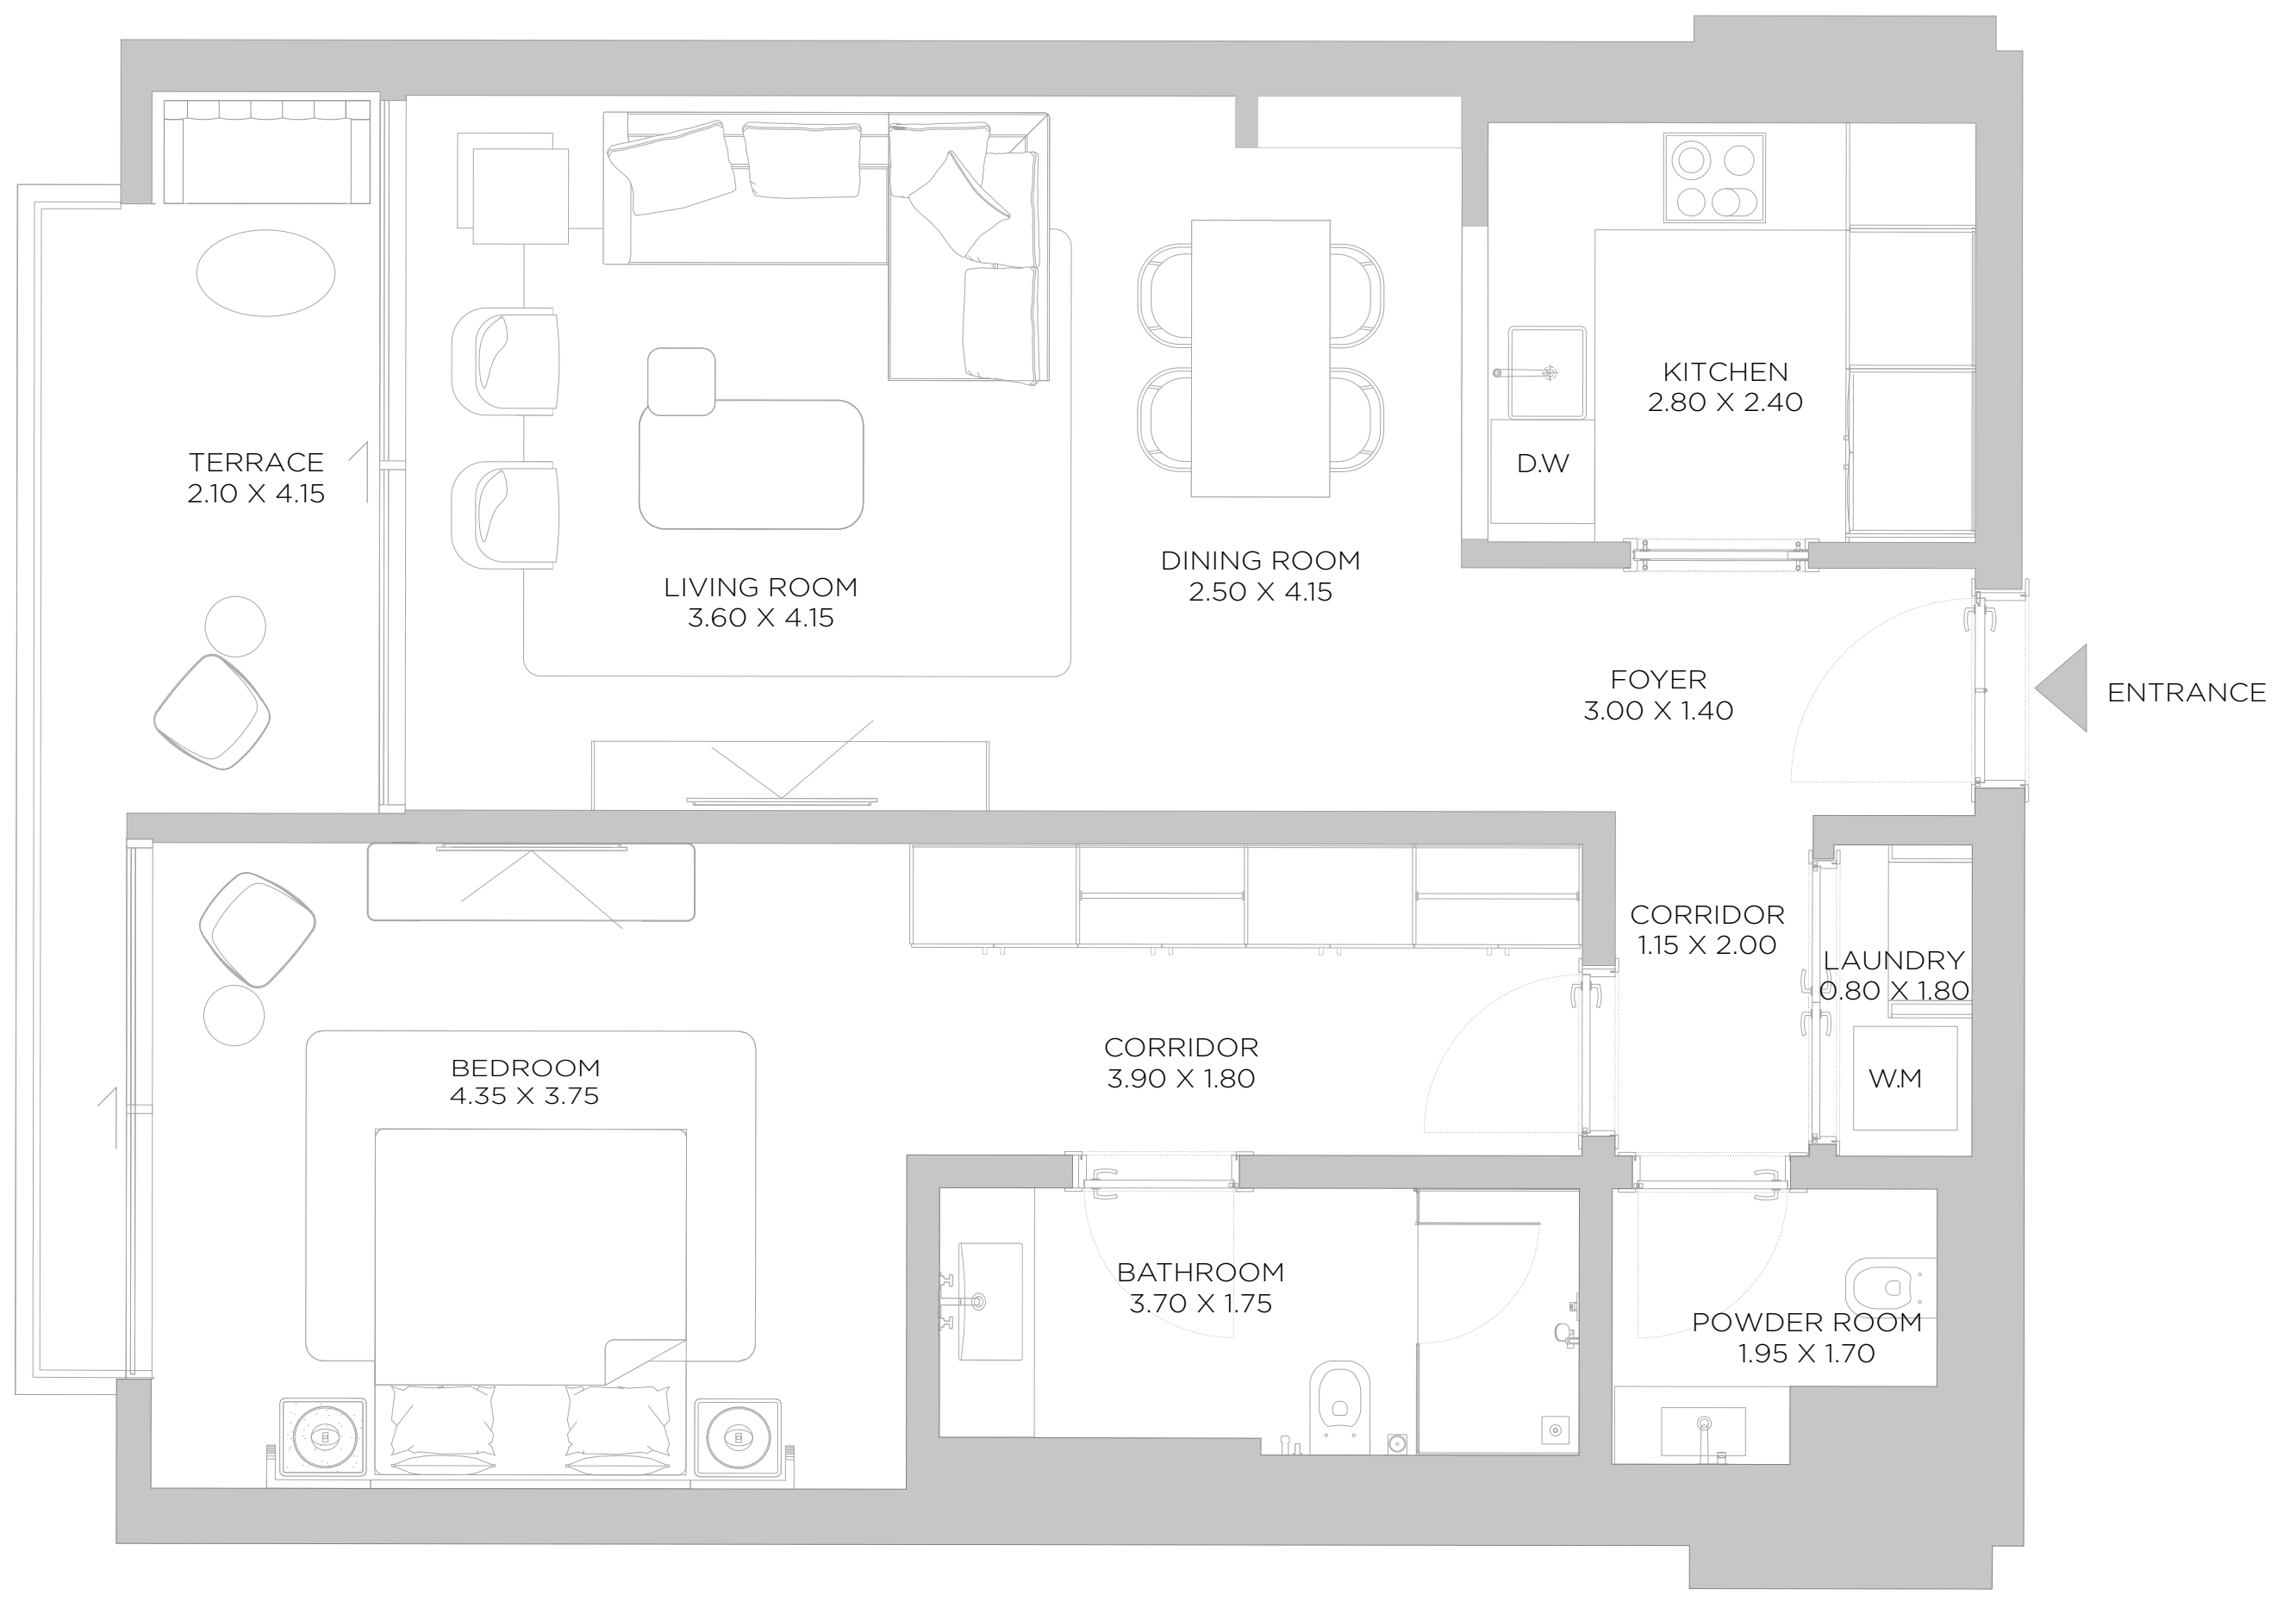 KITCHEN
2.80 X 2.40
D.W
TERRACE
2.10 X 4.15
DINING ROOM
2.50 X 4.15
LIVING ROOM
3.60 X 4.15
FOYER
3.00 X 1.40
ENTRANCE
CORRIDOR
1.15 X 2.00
LAUNDRY
0.80 X 1.80
CORRIDOR
3.90 X 1.80
BEDROOM
4.35 X 3.75
W.M
BATHROOM
3.70 X 1.75
POWDER ROOM
1.95 X 1.70